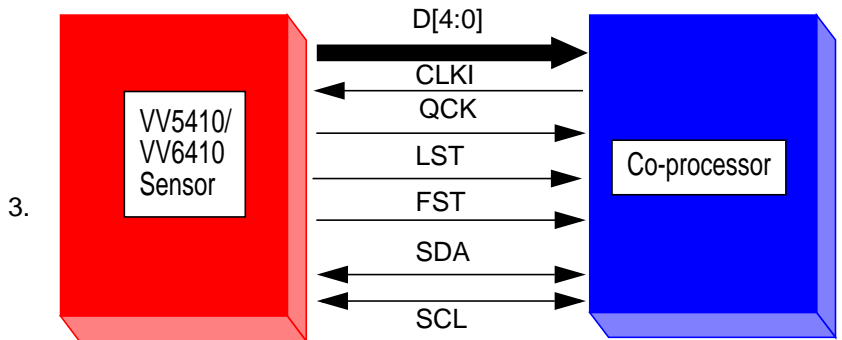 D[4:0]
CLKI
QCK
LST
FST
SDA
SCL
VV5410/
VV6410
Sensor
Co-processor
3.